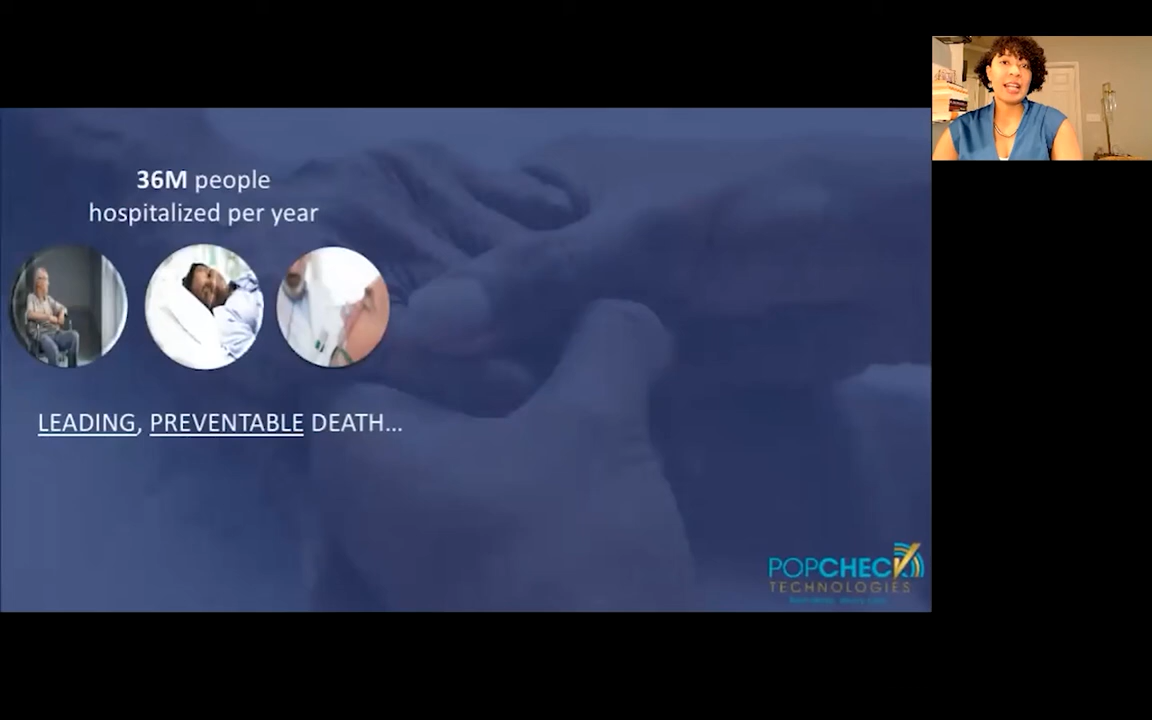 36M people
hospitalized per year
LEADING, PREVENTABLE DEATH...
POPCHECK
TECHNOLOGIES